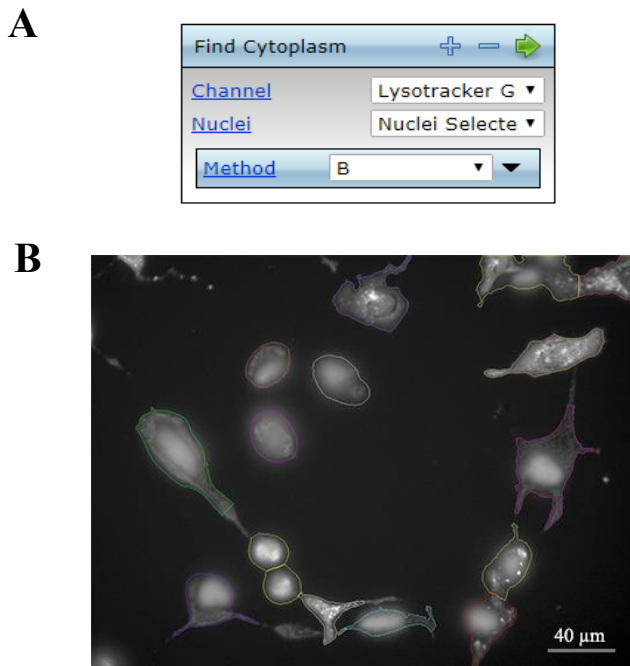 A
Find Cytoplasm
Channel Lysotracker G
Nuclei Nuclei Selecte
Method B
B
40 µm